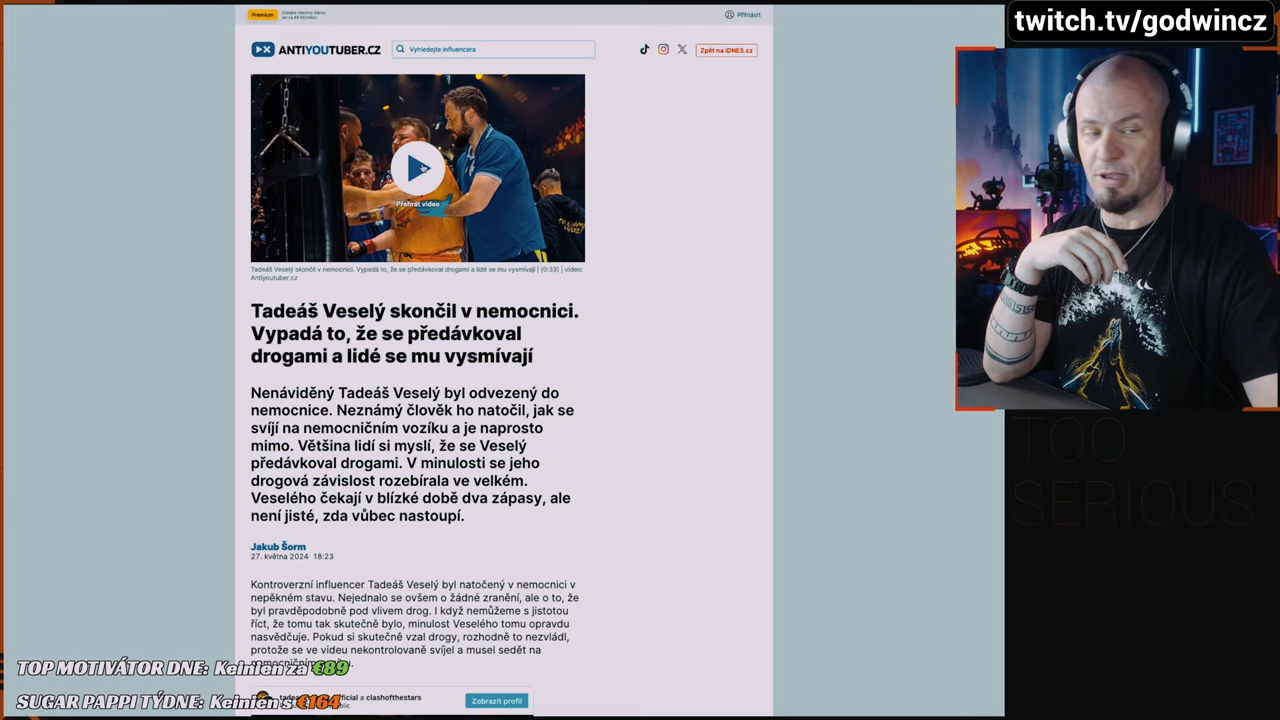 Premium
Získejte všechny články
jen za 89 Kč/měsíc
Přihlásit
twitch.tv/godwincz
ANTIYOUTUBER.CZ
Vyhledejte influencera
Zpět na iDNES.cz
Přehrát video
Tadeáš Veselý skončil v nemocnici. Vypadá to, že se předávkoval drogami a lidé se mu vysmívají | (0:33) | video:
Antiyoutuber.cz
Tadeáš Veselý skončil v nemocnici.
Vypadá to, že se předávkoval
drogami a lidé se mu vysmívají
Nenáviděný Tadeáš Veselý byl odvezený do
nemocnice. Neznámý člověk ho natočil, jak se
svíjí na nemocničním vozíku a je naprosto
mimo. Většina lidí si myslí, že se Veselý
předávkoval drogami. V minulosti se jeho
drogová závislost rozebírala ve velkém.
Veselého čekají v blízké době dva zápasy, ale
není jisté, zda vůbec nastoupí.
Jakub Šorm
27. května 2024 18:23
Kontroverzní influencer Tadeáš Veselý byl natočený v nemocnici v
nepěkném stavu. Nejednalo se ovšem o žádné zranění, ale o to, že
byl pravděpodobně pod vlivem drog. I když nemůžeme s jistotou
říct, že tomu tak skutečně bylo, minulost Veselého tomu opravdu
nasvědčuje. Pokud si skutečně vzal drogy, rozhodně to nezvládl,
protože se ve videu nekontrolovaně svíjel a musel sedět na
TOP MOTIVÁTOR DNE: Keinien za €89
clashofthestars
Zobrazit profil
SUGAR PAPPI TÝDNE: Keinien s €164
TOO
SERIOUS